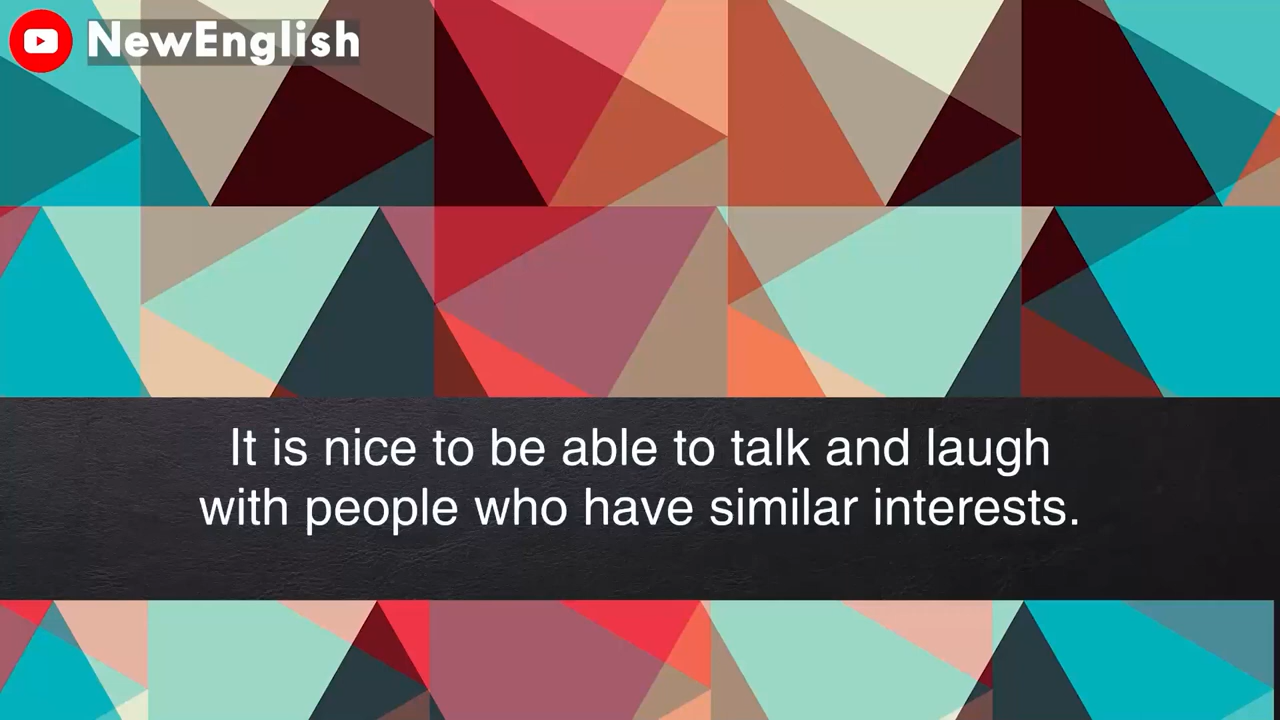 NewEnglish
It is nice to be able to talk and laugh
with people who have similar interests.